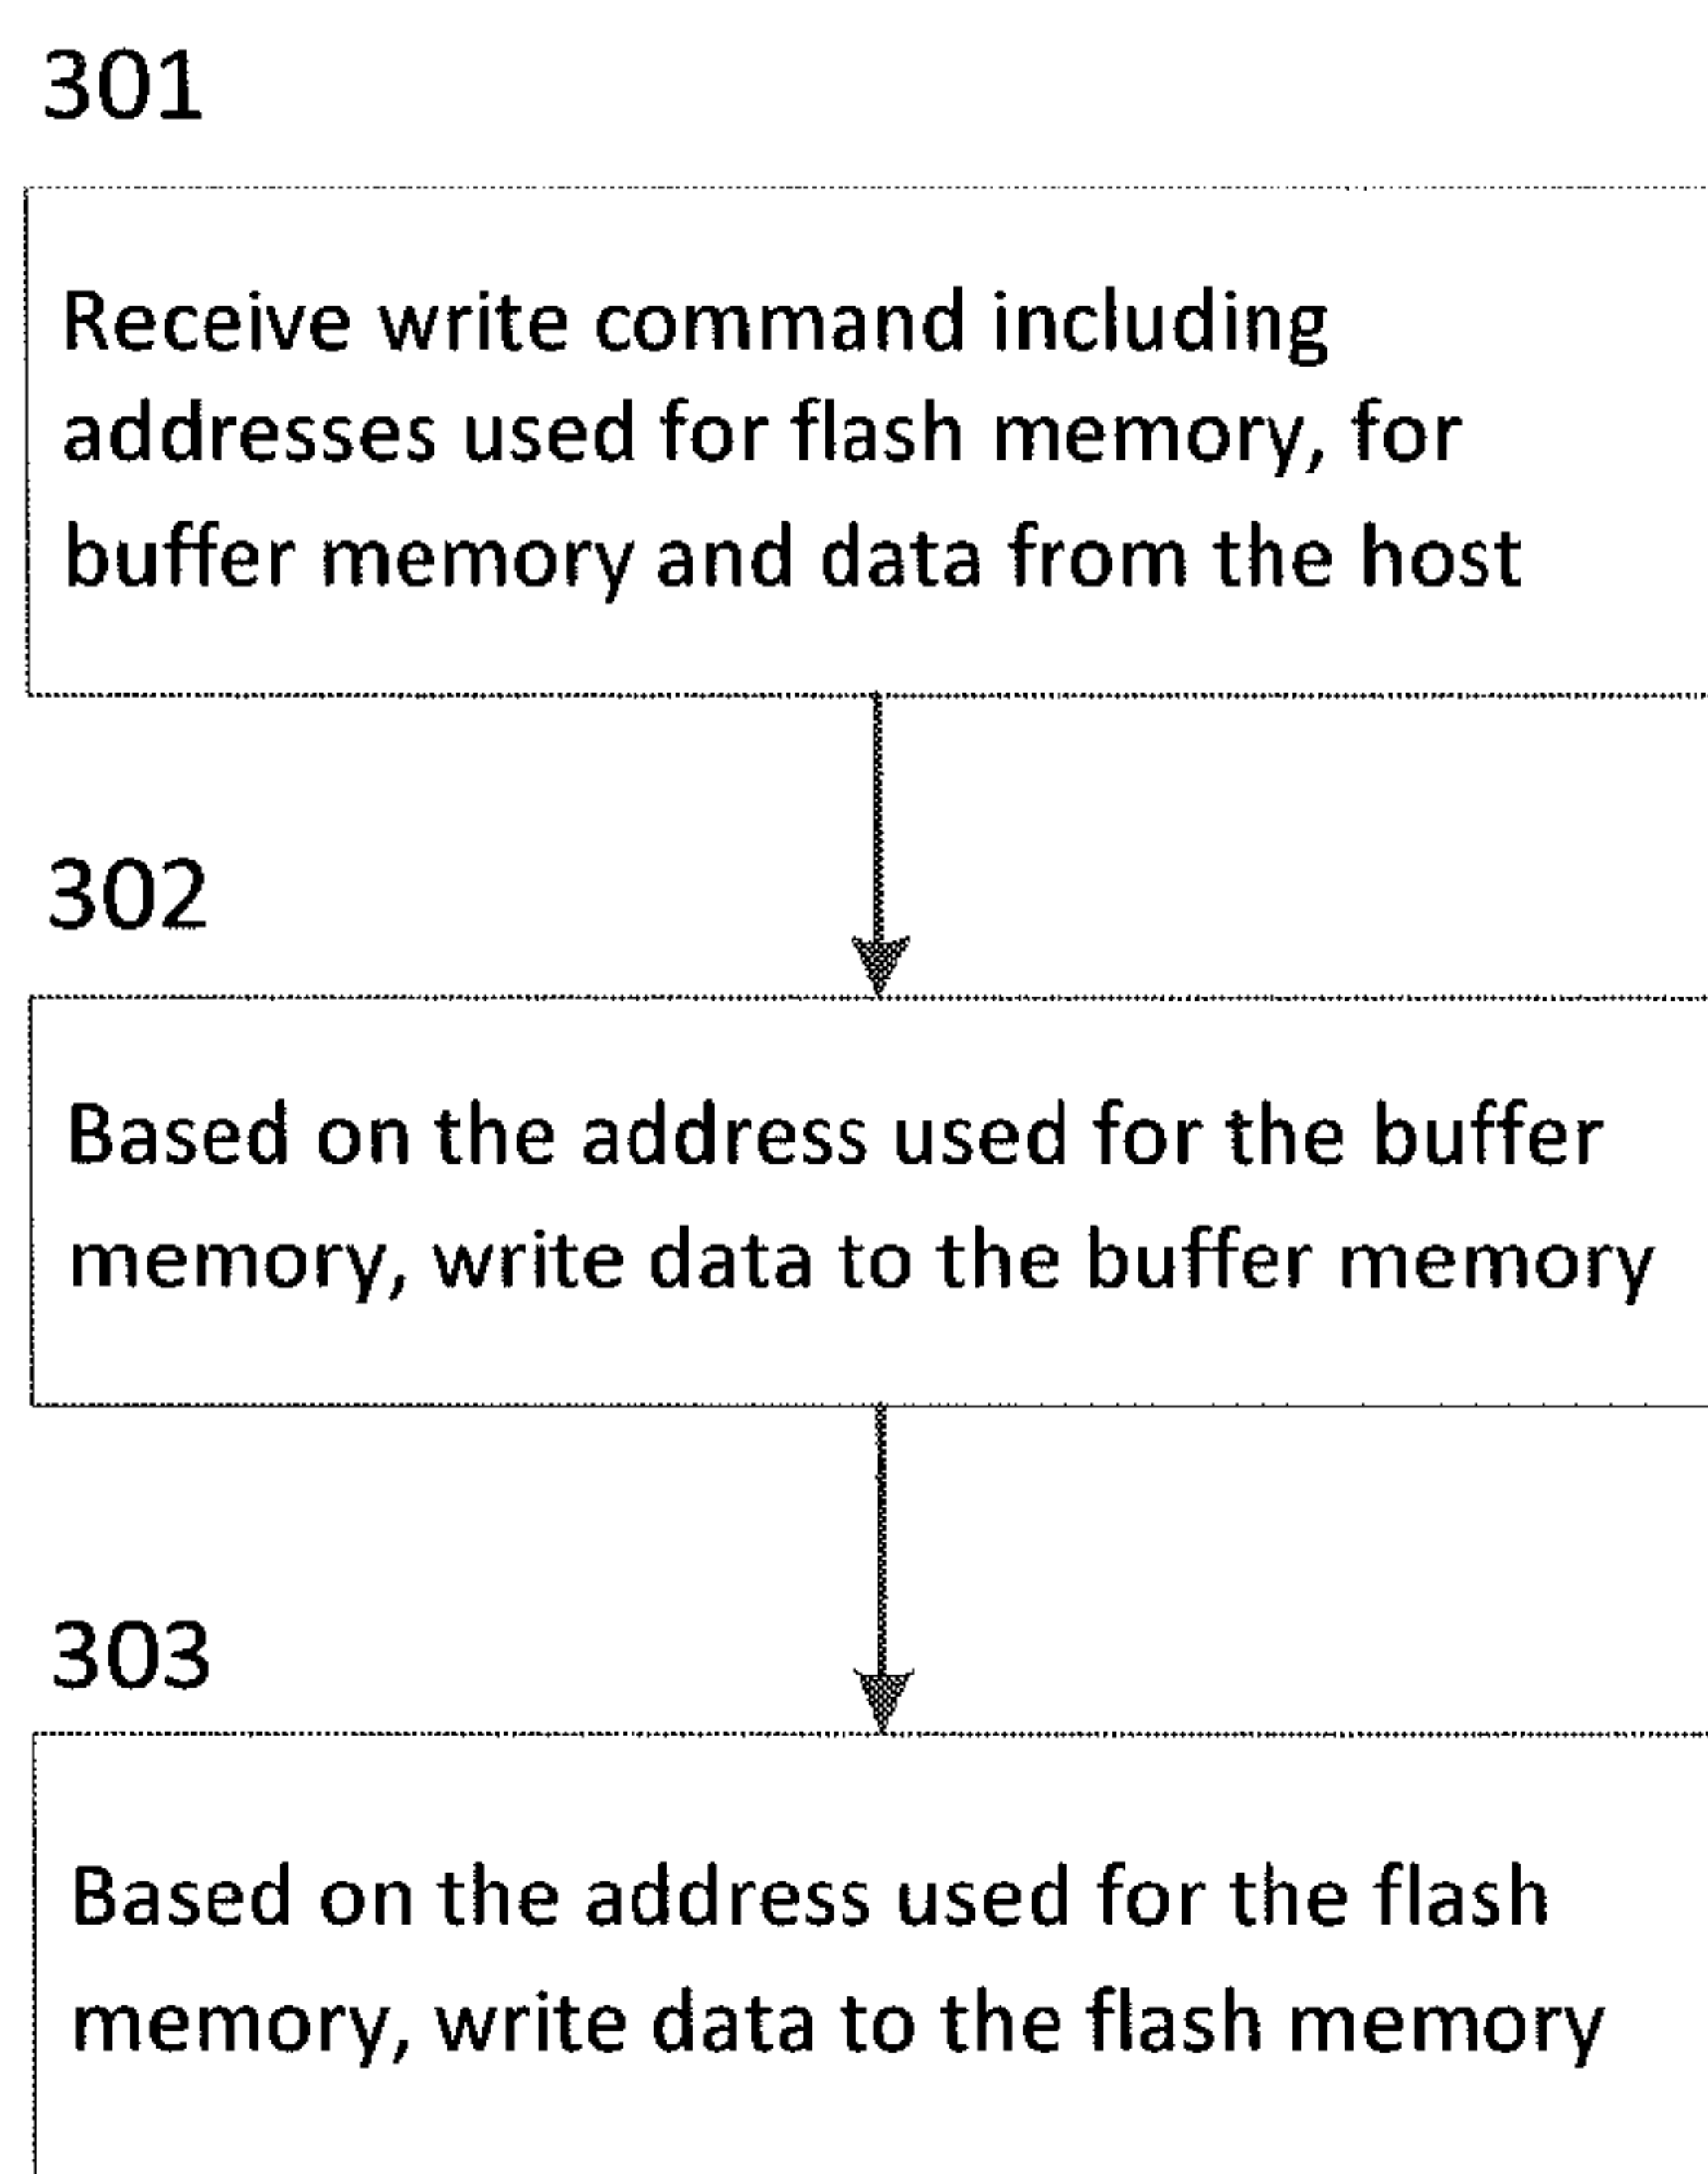 301
Receive write command including
addresses used for flash memory, for
buffer memory and data from the host
302
Based on the address used for the buffer
memory, write data to the buffer memory
303
Based on the address used for the flash
memory, write data to the flash memory